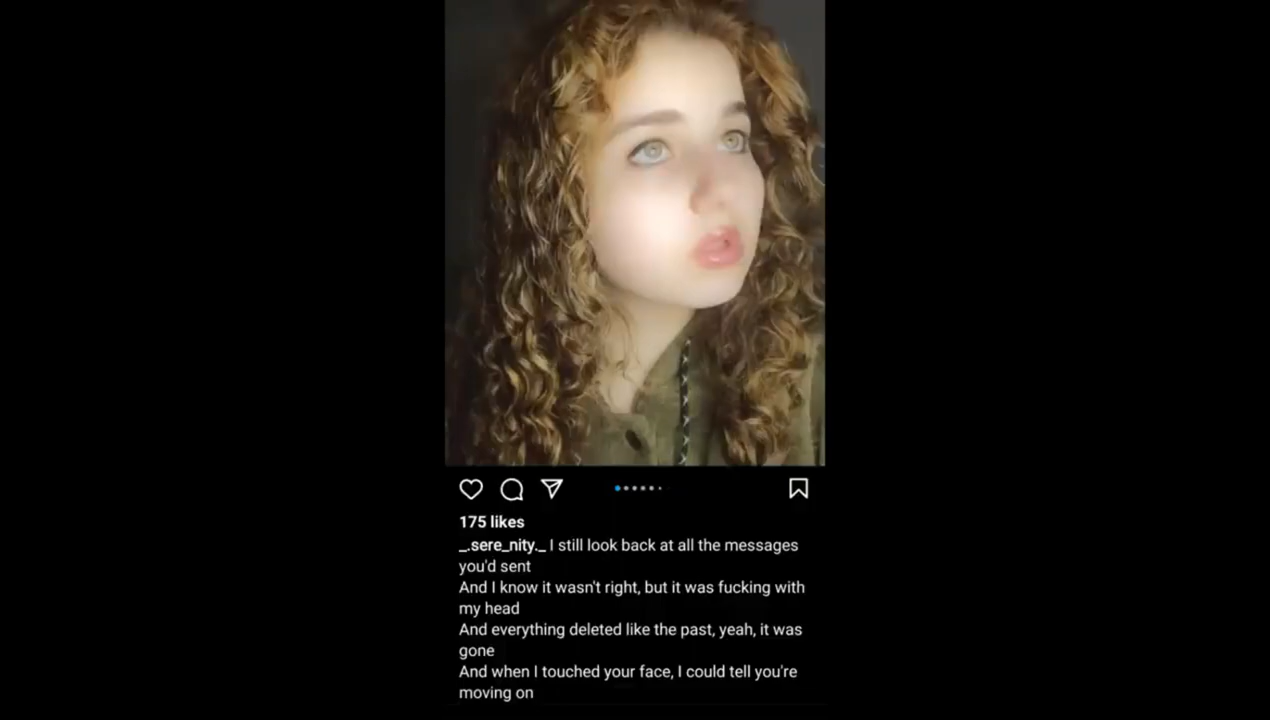 175 likes
_.sere_nity._ I still look back at all the messages
you'd sent
And I know it wasn't right, but it was fucking with
my head
And everything deleted like the past, yeah, it was
gone
And when I touched your face, I could tell you're
moving on